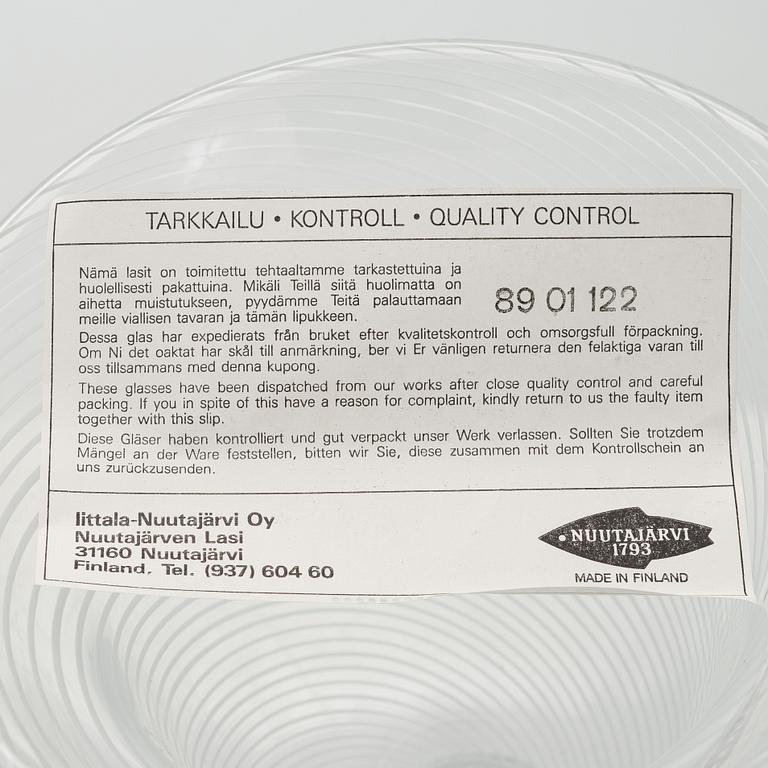 TARKKAILU • KONTROLL • QUALITY CONTROL
Nämä lasit on toimitettu tehtaaltamme tarkastettuina ja
huolellisesti pakattuina. Mikäli Teillä siitä huolimatta on
aihetta muistutukseen, pyydämme Teitä palauttamaan
meille viallisen tavaran ja tämän lipukkeen.
89 01 122
Dessa glas har expedierats från bruket efter kvalitetskontroll och omsorgsfull förpackning.
Om Ni det oaktat har skål till anmärkning, ber vi Er vänligen returnera den felaktiga varan till
oss tillsammans med denna kupong.
These glasses have been dispatched from our works after close quality control and careful
packing. If you in spite of this have a reason for complaint, kindly return to us the faulty item
together with this slip.
Diese Gläser haben kontrolliert und gut verpackt unser Werk verlassen. Sollten Sie trotzdem
Mängel an der Ware feststellen, bitten wir Sie, diese zusammen mit dem Kontrollschein an
uns zurückzusenden.
Iittala-Nuutajärvi Oy
Nuutajärven Lasi
31160 Nuutajärvi
Finland. Tel. (937) 604 60
• NUUTAJÄRVI
1793
MADE IN FINLAND